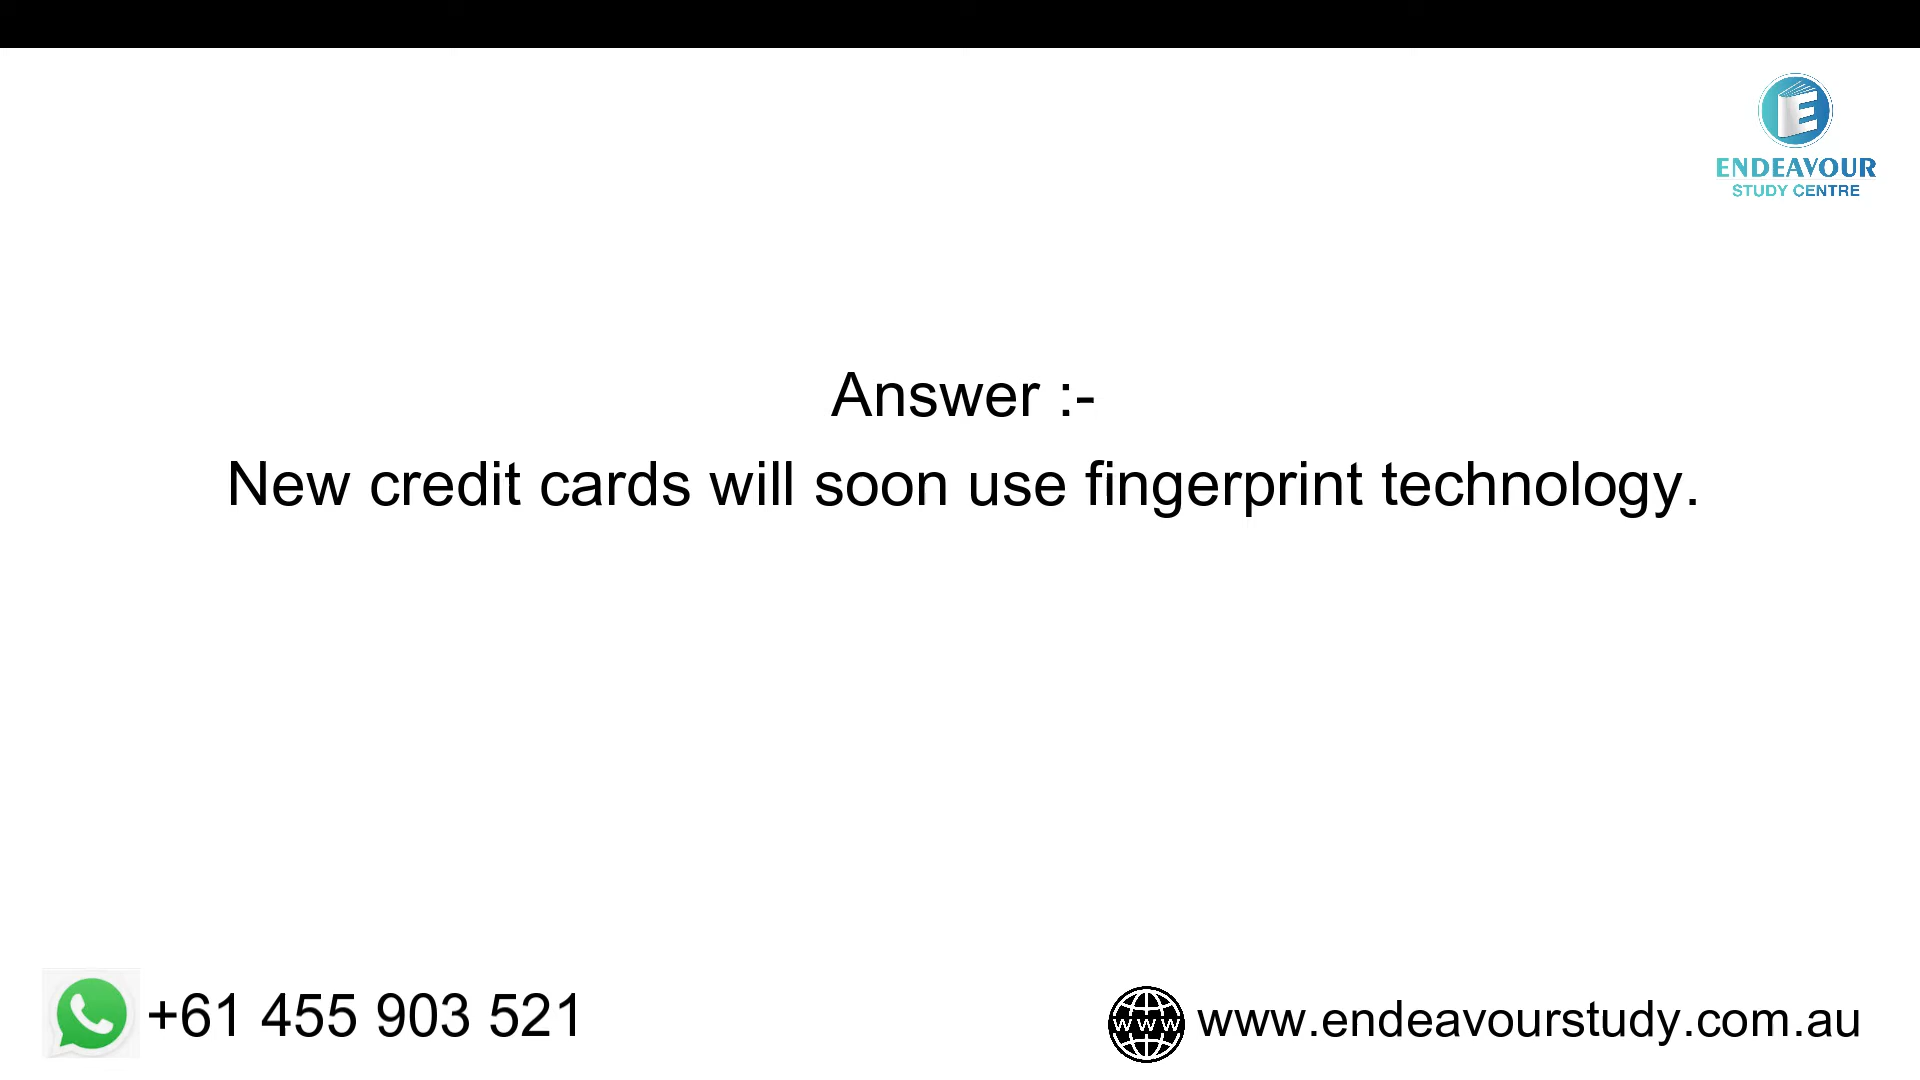 E
ENDEAVOUR
STUDY CENTRE
Answer :-
New credit cards will soon use fingerprint technology.
+61 455 903 521
www www.endeavourstudy.com.au